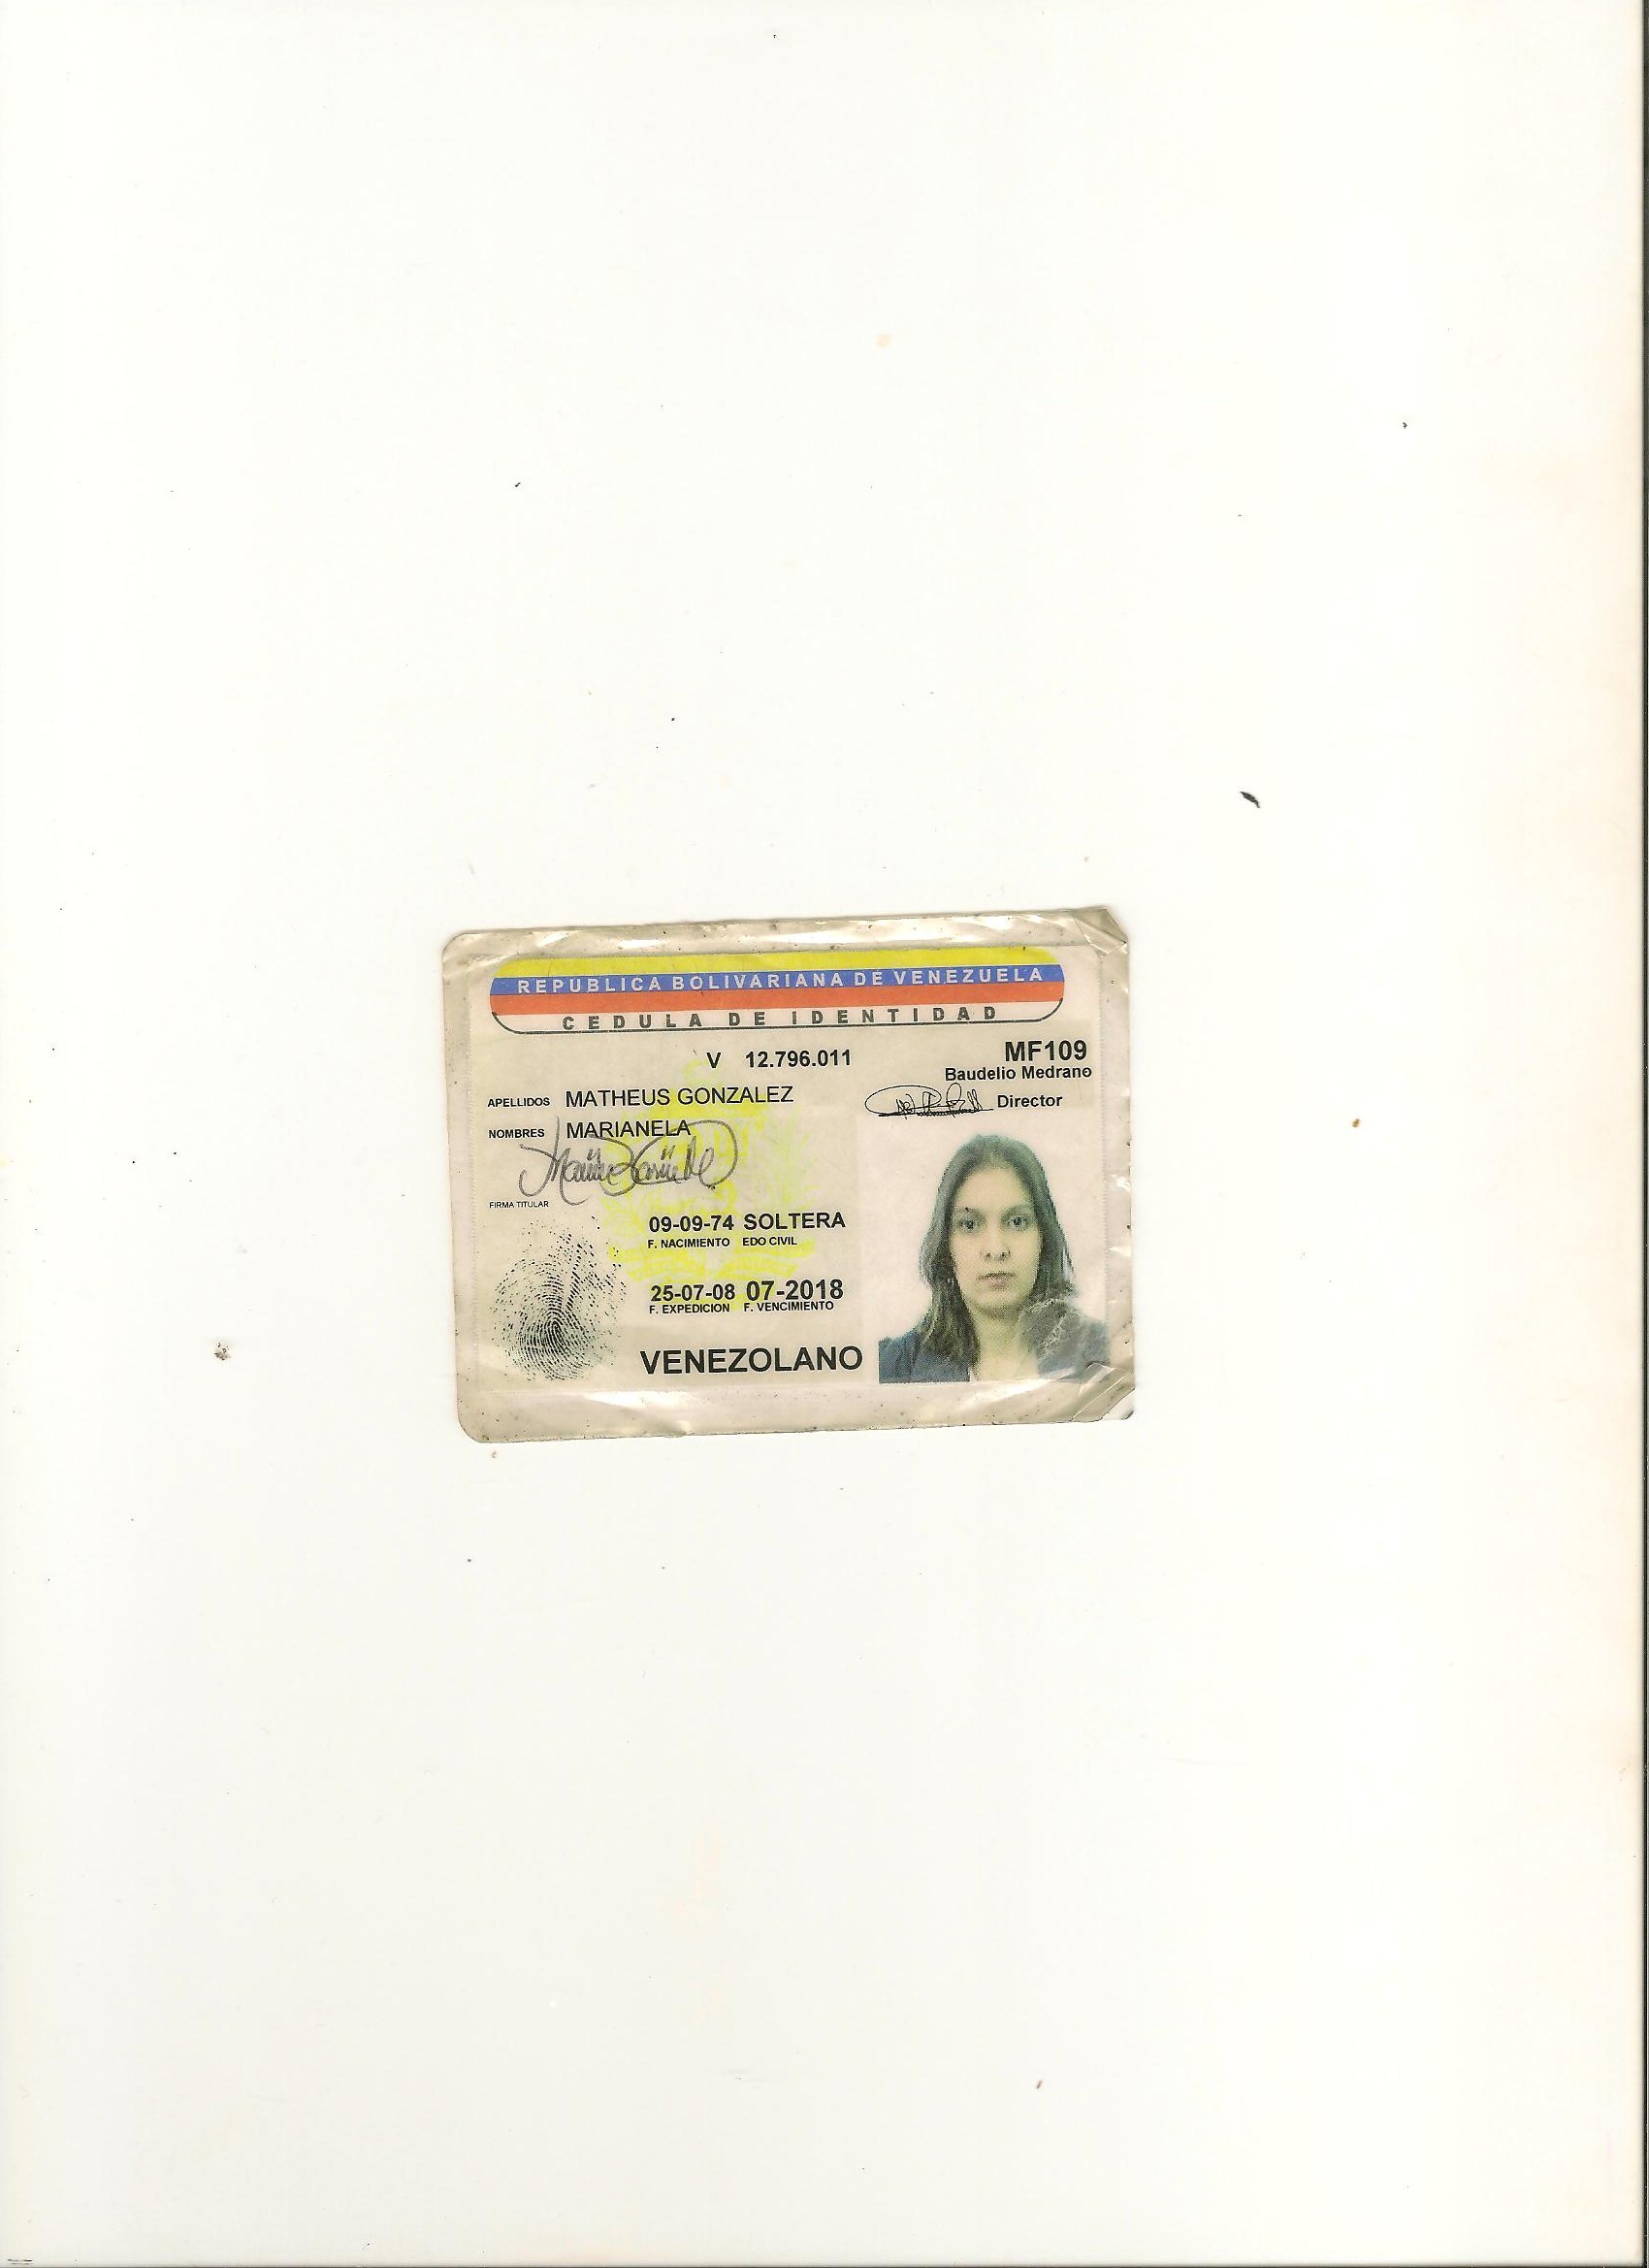 REPUBLICA BOLIVARIANA DE VENEZUELA
CEDULA DE IDENTIDAD
V 12.796.011
MF109
Baudelio Medrano
Director
APELLIDOS MATHEUS GONZALEZ
NOMBRES MARIANELA
FIRMA TITULAR
09-09-74 SOLTERA
F. NACIMIENTO EDO CIVIL
25-07-08 07-2018
F. EXPEDICION F. VENCIMIENTO
VENEZOLANO